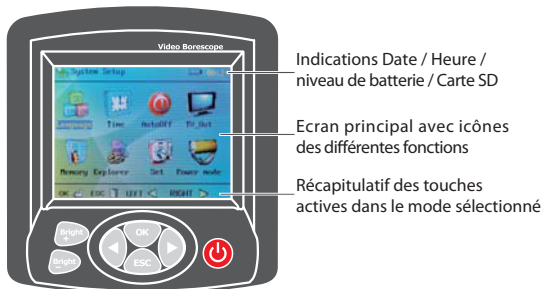 Video Borescope
System Setup
Indications Date / Heure /
niveau de batterie / Carte SD
Language Time AutoOff TV_Out
Ecran principal avec icônes
des différentes fonctions
Memory Explorer Set Power mode
OK ESC LEFT RIGHT
Récapitulatif des touches
actives dans le mode sélectionné
Bright
+
OK
Bright
−
ESC